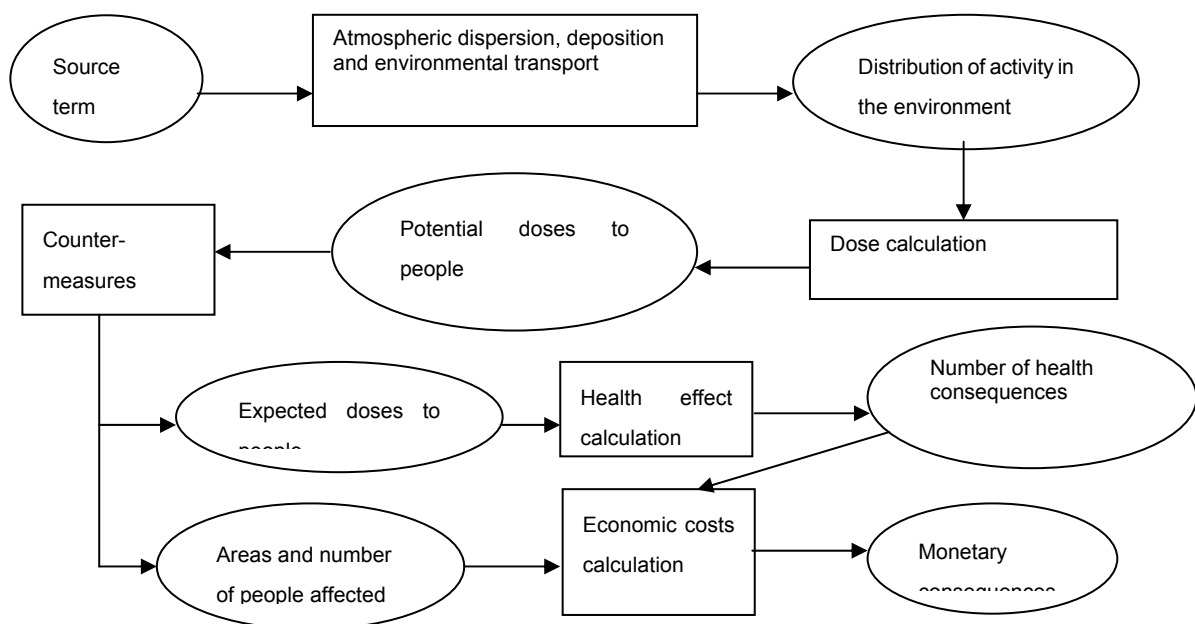 Source
term
Atmospheric dispersion, deposition
and environmental transport
Distribution of activity in
the environment
Counter-
measures
Potential doses to
people
Dose calculation
Expected doses to
people
Health effect
calculation
Number of health
consequences
Areas and number
of people affected
Economic costs
calculation
Monetary
consequences